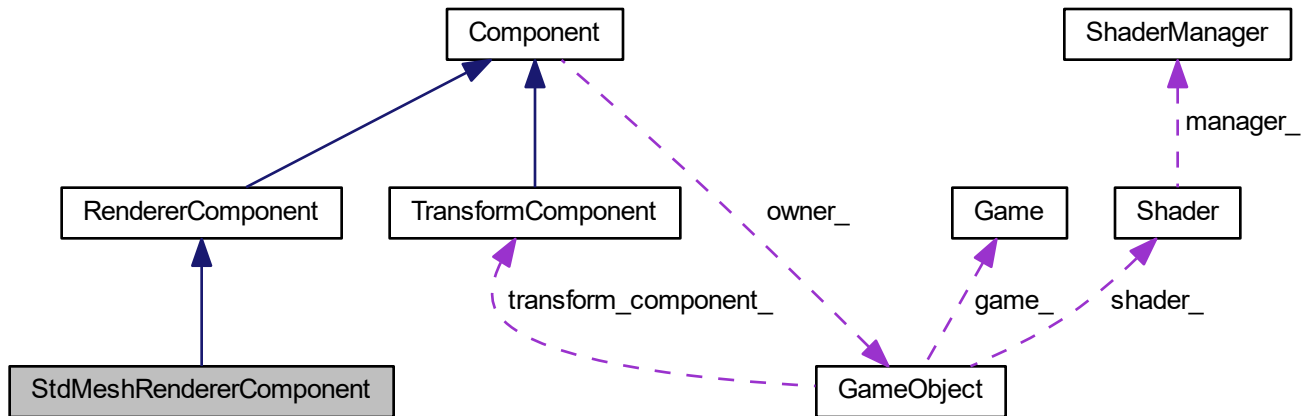 Component
ShaderManager
manager_
RendererComponent
TransformComponent
owner_
Game
Shader
transform_component_
game_
shader_
StdMeshRendererComponent
GameObject